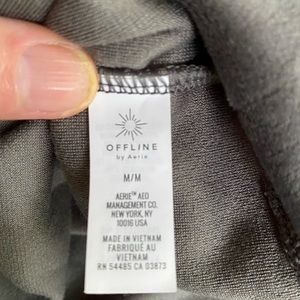 OFFLINE
by Aerie
M/M
AERIE™ AEO
MANAGEMENT CO.
NEW YORK, NY
10016 USA
MADE IN VIETNAM
FABRIQUÉ AU
VIETNAM
RN 54485 CA 03873